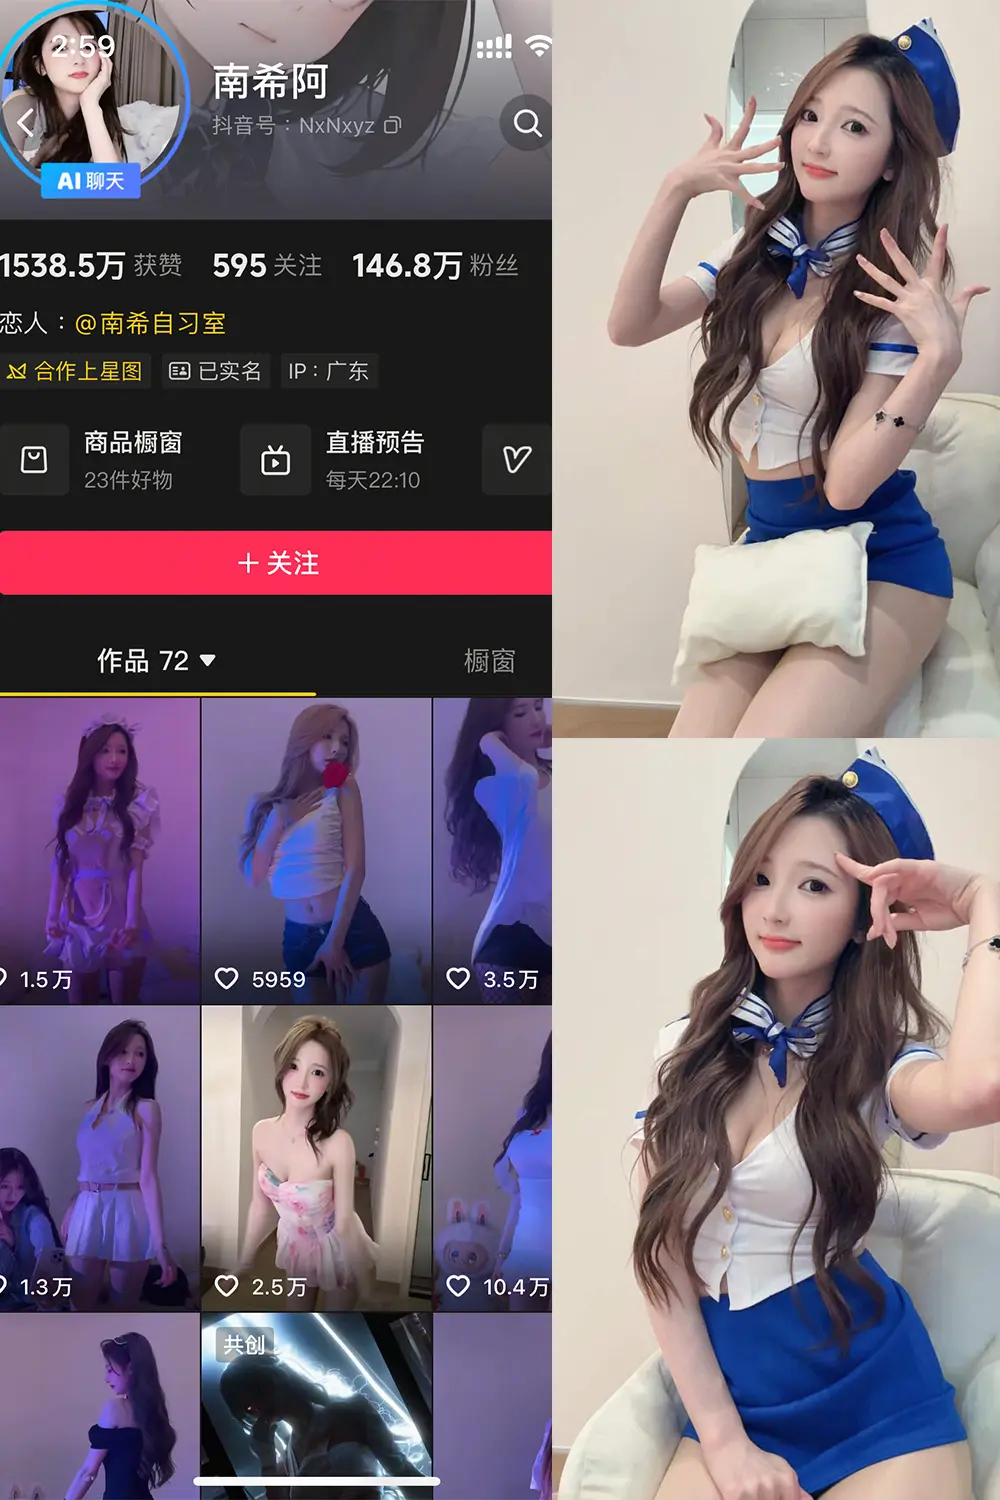 2:59
南希阿
抖音号：NxNxyz
AI 聊天
1538.5万 获赞 595 关注 146.8万 粉丝
恋人：@南希自习室
合作上星图 已实名 IP：广东
商品橱窗 直播预告
23件好物 每天22:10
+ 关注
作品 72 橱窗
1.5万 5959 3.5万
1.3万 2.5万 10.4万
共创